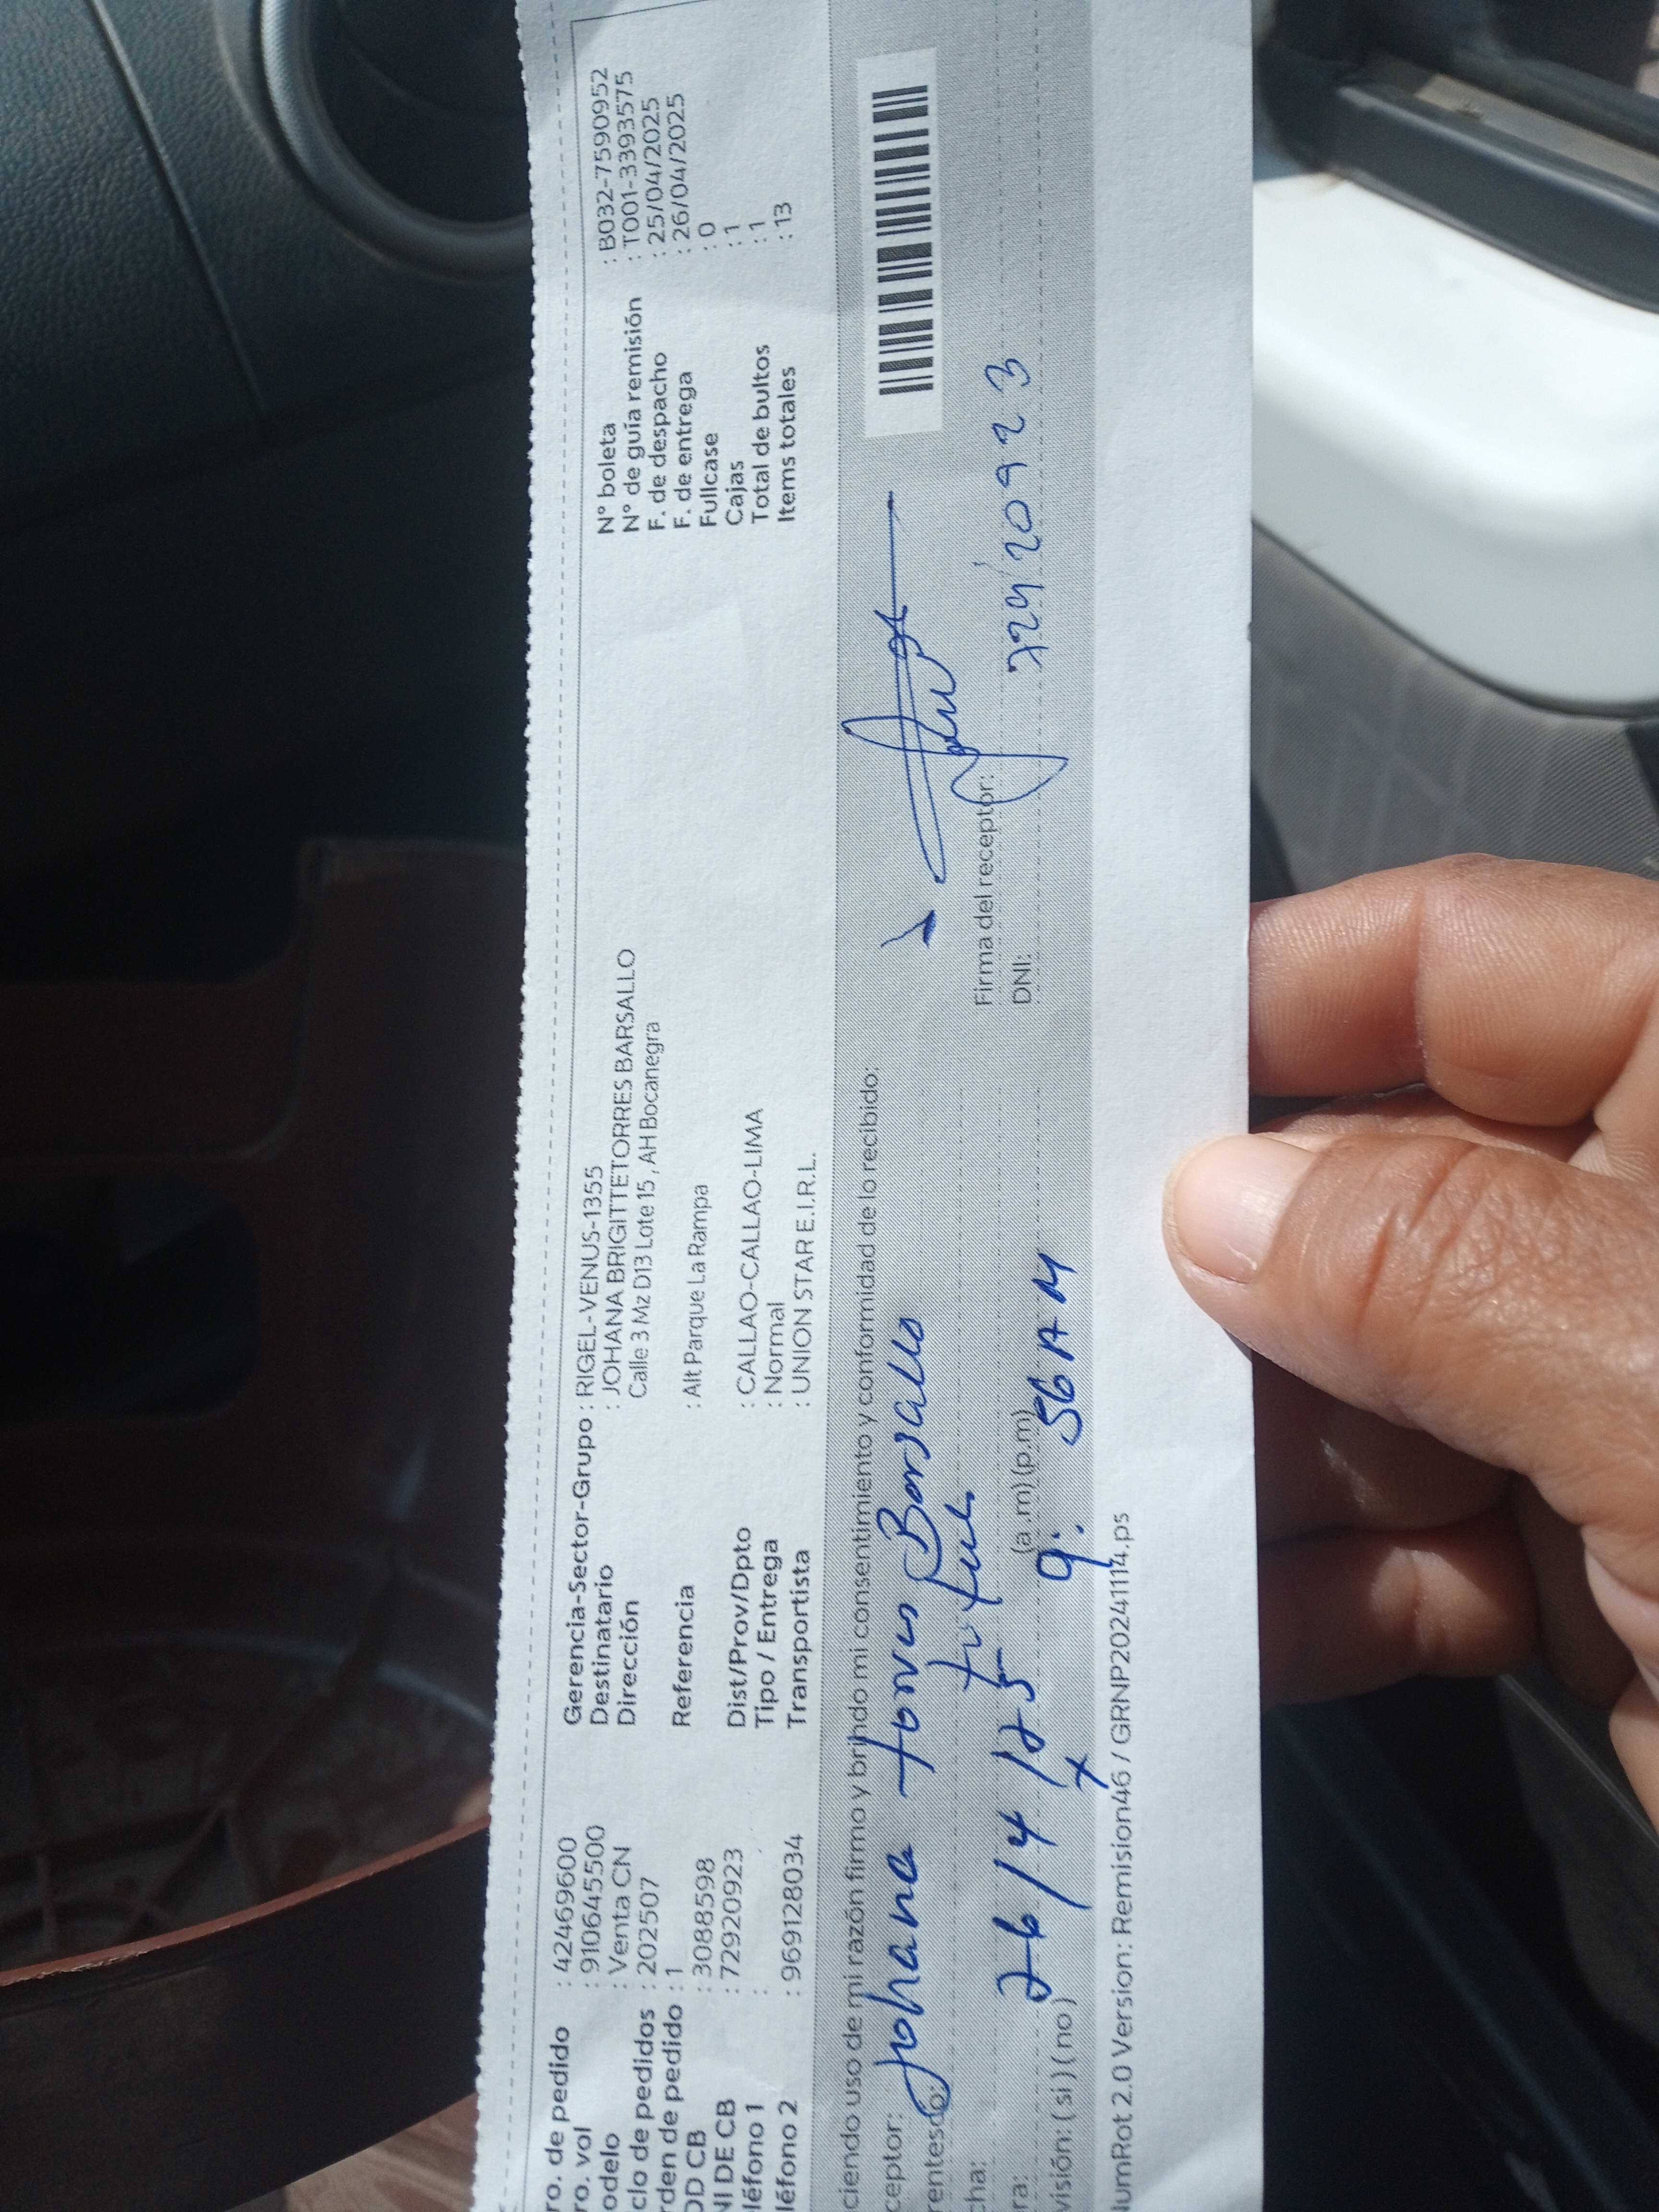 ro. de pedido : 42469600
ro. vol : 9106455500
odelo : Venta CN
clo de pedidos : 202507
rden de pedido : 1
OD CB : 3088598
NI DE CB : 72920923
léfono 1 :
léfono 2 : 969128034
Gerencia-Sector-Grupo : RIGEL-VENUS-1355
Destinatario : JOHANA BRIGITTETORRES BARSALLO
Dirección Calle 3 Mz D13 Lote 15 , AH Bocanegra
Referencia : Alt Parque La Rampa
Dist/Prov/Dpto : CALLAO-CALLAO-LIMA
Tipo / Entrega : Normal
Transportista : UNION STAR E.I.R.L.
N° boleta : B032-7590952
N° de guía remisión : T001-3393575
F. de despacho : 25/04/2025
F. de entrega : 26/04/2025
Fullcase : 0
Cajas : 1
Total de bultos : 1
Items totales : 13
ciendo uso de mi razón firmo y brindo mi consentimiento y conformidad de lo recibido:
ceptor: Johana torres Barsallo
rentesco:
cha: 26/4/25
ra: (a .m) (p.m) 9:56 AM
visión: ( si ) ( no ) x
Firma del receptor:
DNI: 72920923
lumRot 2.0 Version: Remision46 / GRNP20241114.ps